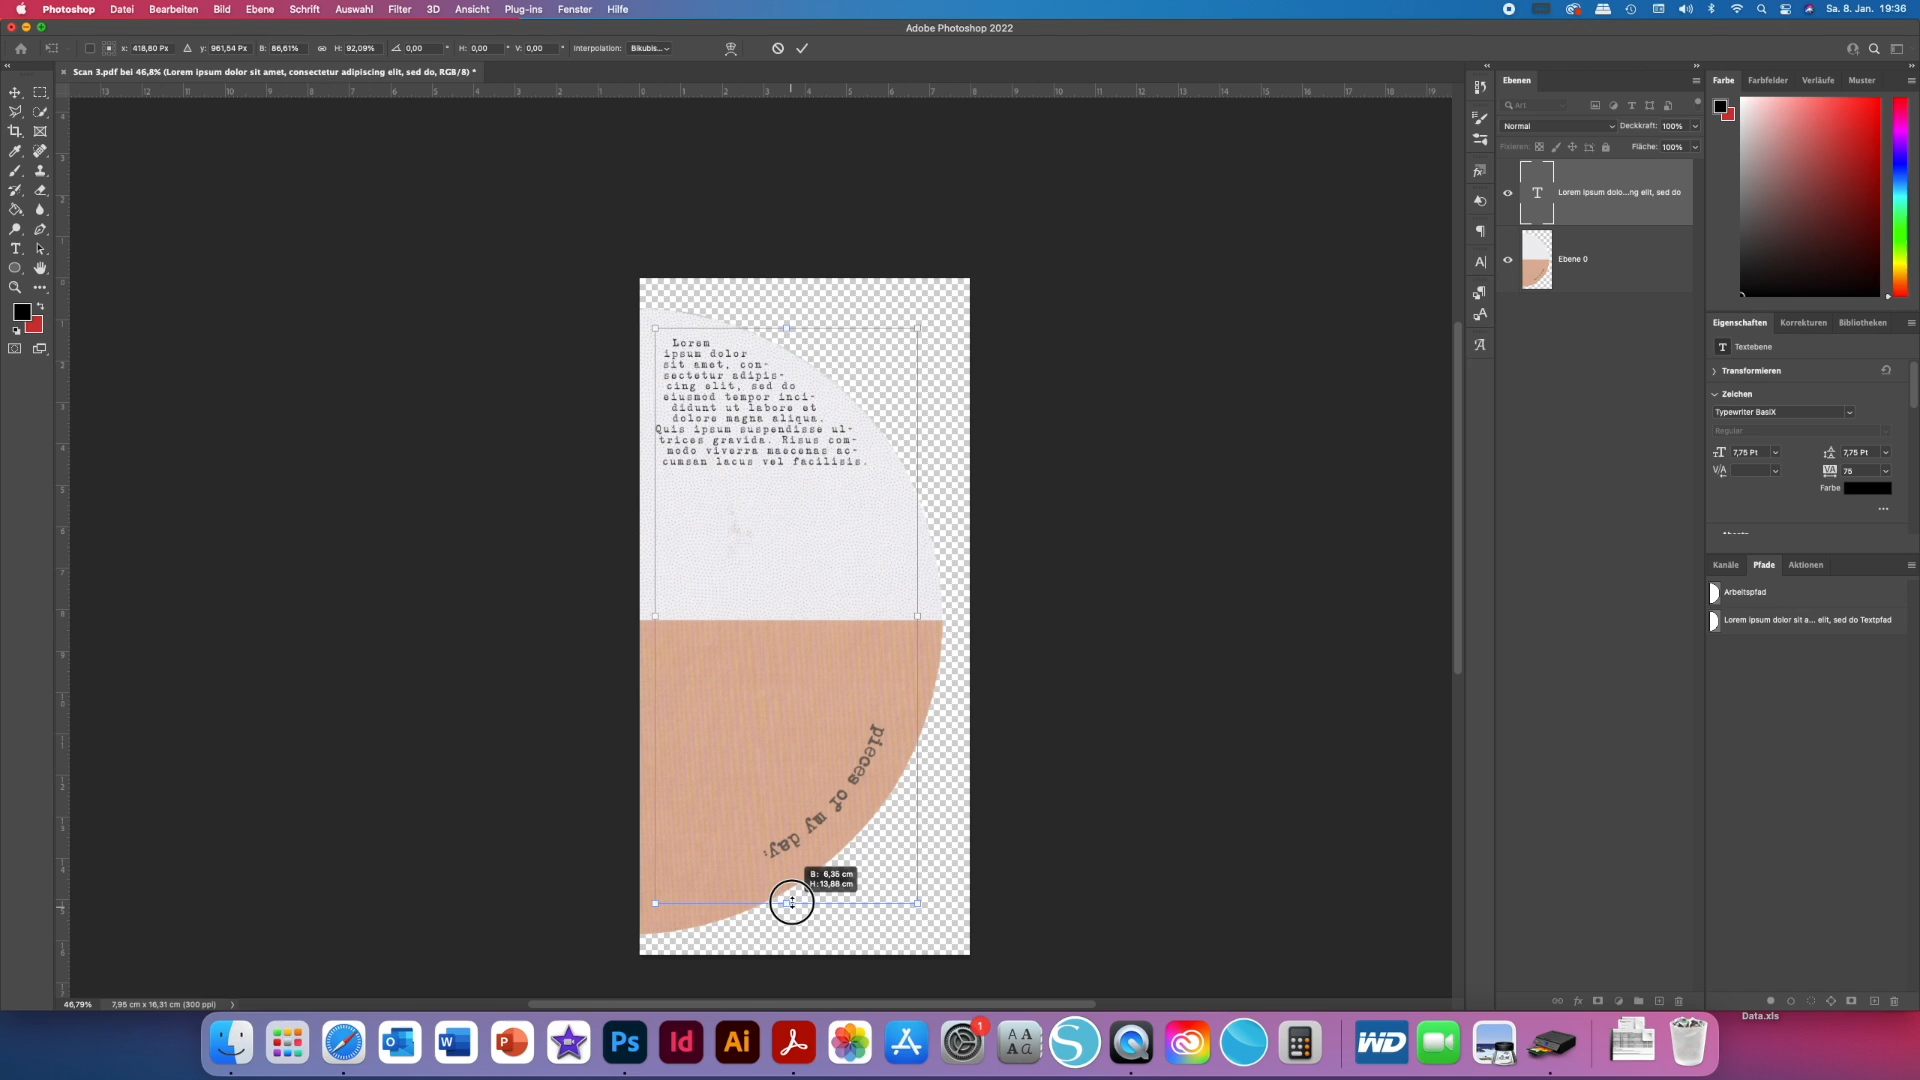 Photoshop Datei Bearbeiten Bild Ebene Schrift Auswahl Filter 3D Ansicht Plug-ins Fenster Hilfe
Sa. 8. Jan. 19:36
Adobe Photoshop 2022
x: 418,80 Px y: 961,54 Px B: 86,61% H: 92,09% 0,00 ° H: 0,00 ° V: 0,00 ° Interpolation: Bikubis...
Scan 3.pdf bei 46,8% (Lorem ipsum dolor sit amet, consectetur adipiscing elit, sed do, RGB/8) *
Lorem
ipsum dolor
sit amet, con-
sectetur adipis-
cing elit, sed do
eiusmod tempor inci-
didunt ut labore et
dolore magna aliqua.
Quis ipsum suspendisse ul-
trices gravida. Risus com-
modo viverra maecenas ac-
cumsan lacus vel facilisis.
pieces of my day:
B: 6,35 cm
H: 13,88 cm
Ebenen
Art
Normal Deckkraft: 100%
Fixieren: Fläche: 100%
T Lorem ipsum dolo...ng elit, sed do
Ebene 0
Farbe Farbfelder Verläufe Muster
Eigenschaften Korrekturen Bibliotheken
T Textebene
Transformieren
Zeichen
Typewriter BasiX
Regular
7,75 Pt 7,75 Pt
75
Farbe
Kanäle Pfade Aktionen
Arbeitspfad
Lorem ipsum dolor sit a... elit, sed do Textpfad
46,79% 7,95 cm x 16,31 cm (300 ppi)
Data.xls
Ps Id Ai
WD
1